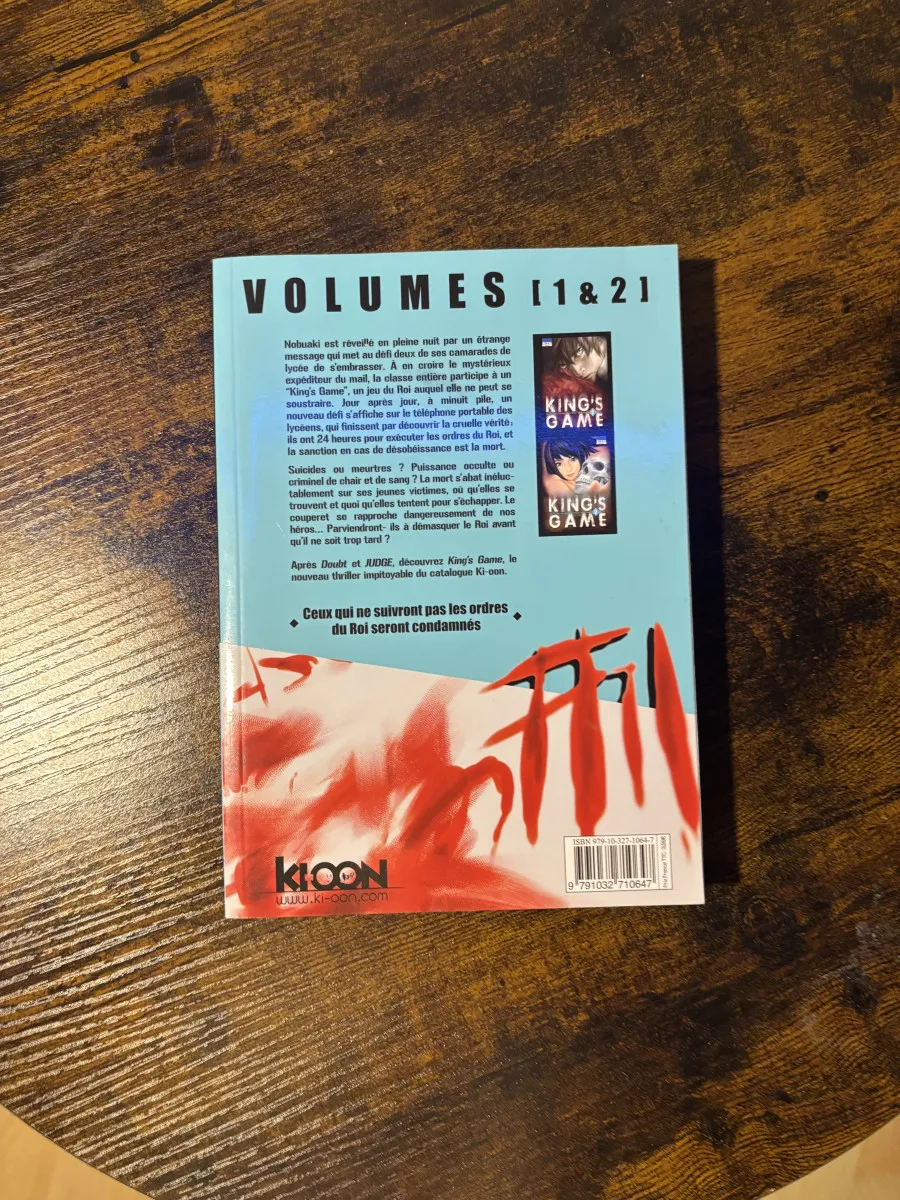 VOLUMES [1 & 2]
Nobuaki est réveillé en pleine nuit par un étrange
message qui met au défi deux de ses camarades de
lycée de s'embrasser. À en croire le mystérieux
expéditeur du mail, la classe entière participe à un
“King's Game”, un jeu du Roi auquel elle ne peut se
soustraire. Jour après jour, à minuit pile, un
nouveau défi s'affiche sur le téléphone portable des
lycéens, qui finissent par découvrir la cruelle vérité:
ils ont 24 heures pour exécuter les ordres du Roi, et
la sanction en cas de désobéissance est la mort.
Suicides ou meurtres ? Puissance occulte ou
criminel de chair et de sang ? La mort s'abat inéluc-
tablement sur ses jeunes victimes, où qu'elles se
trouvent et quoi qu'elles tentent pour s'échapper. Le
couperet se rapproche dangereusement de nos
héros... Parviendront- ils à démasquer le Roi avant
qu'il ne soit trop tard ?
Après Doubt et JUDGE, découvrez King's Game, le
nouveau thriller impitoyable du catalogue Ki-oon.
Ceux qui ne suivront pas les ordres
du Roi seront condamnés
KING'S
GAME
KING'S
GAME
KI-OON
www.ki-oon.com
ISBN 979-10-327-1064-7
9 791032 710647
Prix France TTC